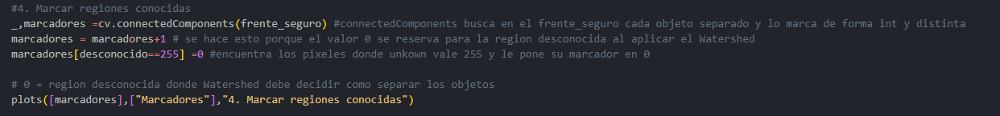 #4. Marcar regiones conocidas
_,marcadores =cv.connectedComponents(frente_seguro) #connectedComponents busca en el frente_seguro cada objeto separado y lo marca de forma int y distinta
marcadores = marcadores+1 # se hace esto porque el valor 0 se reserva para la region desconocida al aplicar el Watershed
marcadores[desconocido==255] =0 #encuentra los pixeles donde unkown vale 255 y le pone su marcador en 0
# 0 = region desconocida donde Watershed debe decidir como separar los objetos
plots([marcadores],["Marcadores"],"4. Marcar regiones conocidas")